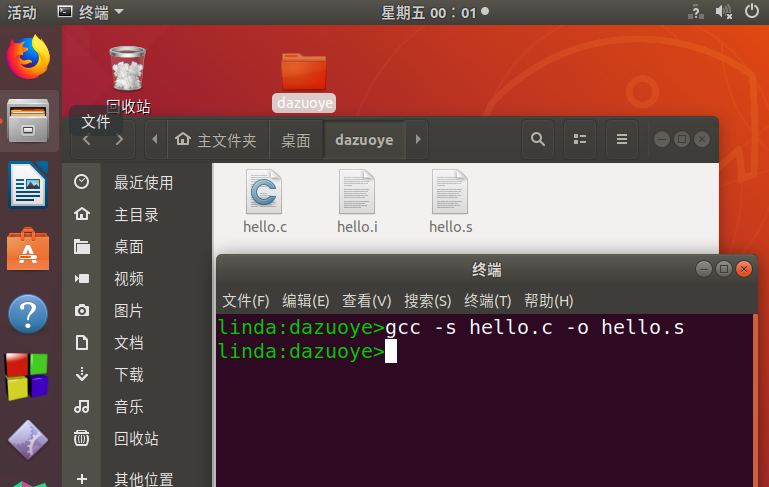 活动 终端 星期五 00：01
回收站
dazuoye
文件
主文件夹 桌面 dazuoye
最近使用
主目录
桌面
视频
图片
文档
下载
音乐
回收站
其他位置
hello.c hello.i hello.s
终端
文件(F) 编辑(E) 查看(V) 搜索(S) 终端(T) 帮助(H)
linda:dazuoye>gcc -s hello.c -o hello.s
linda:dazuoye>